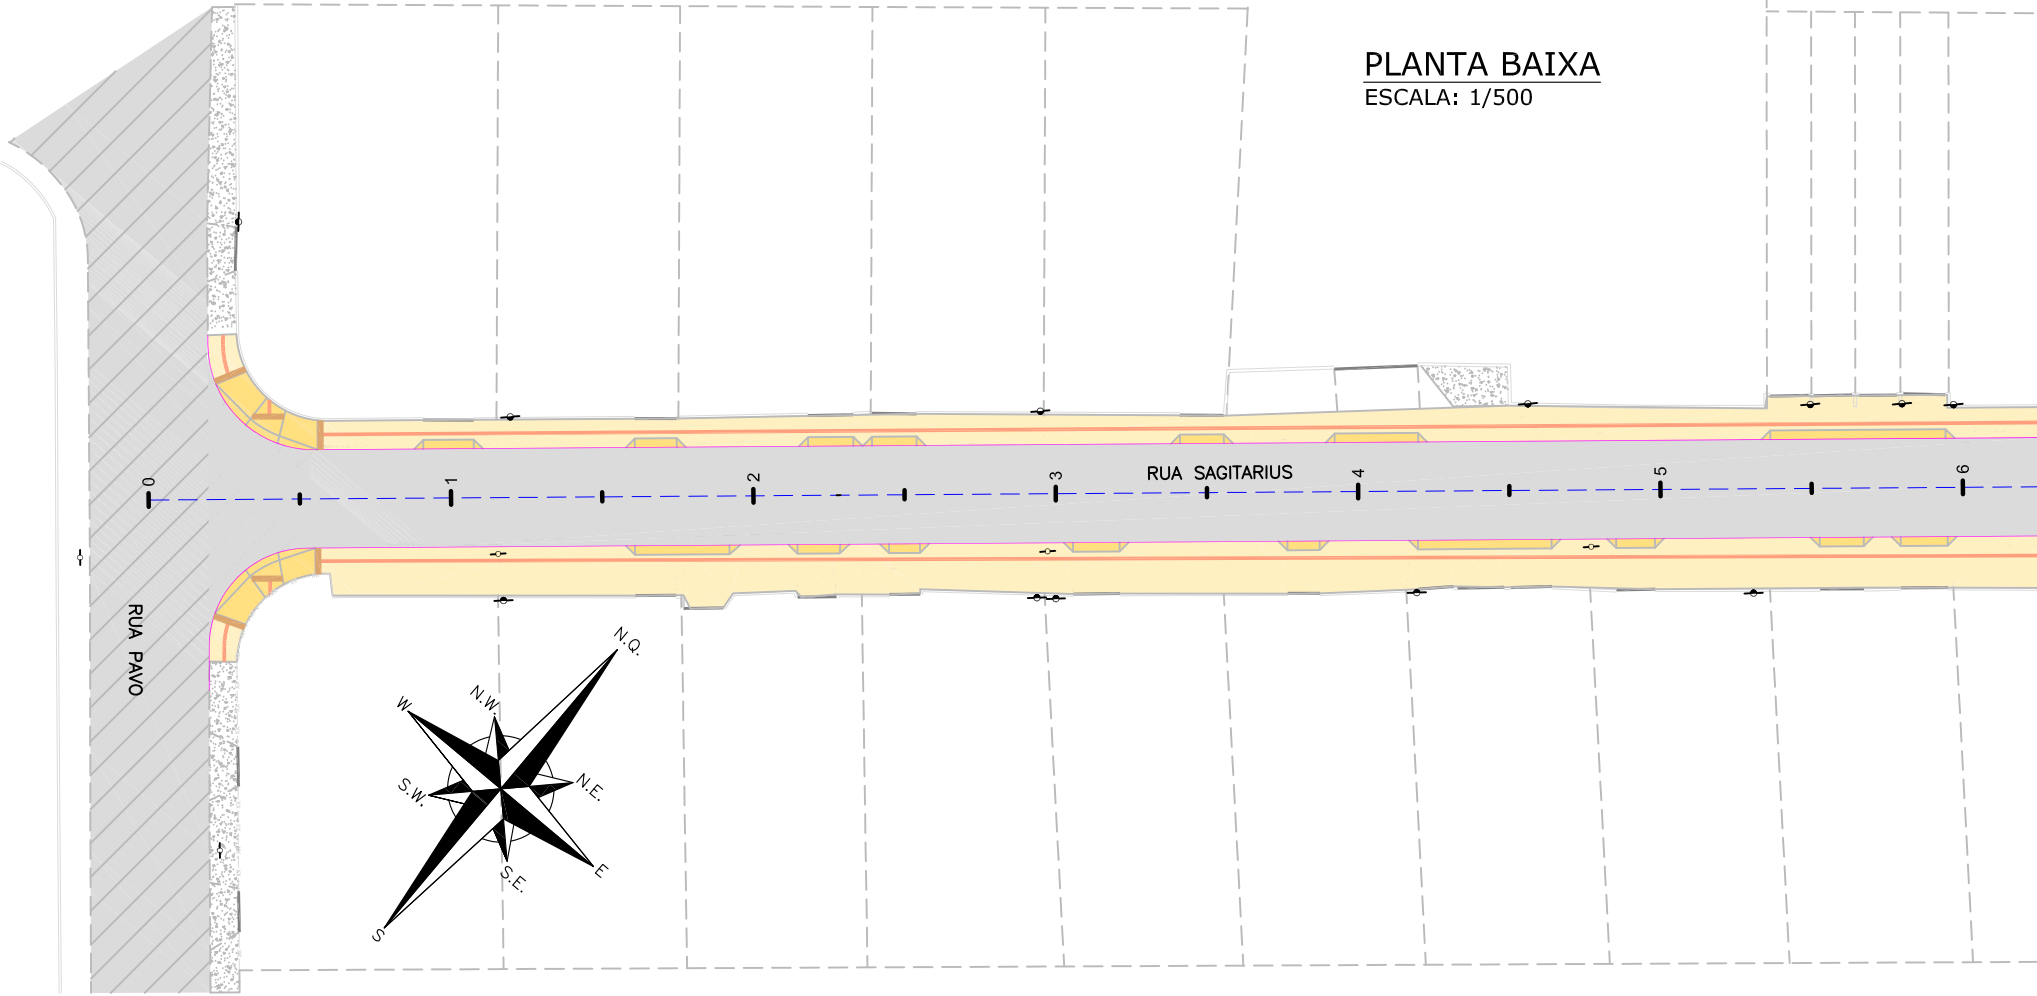 PLANTA BAIXA
ESCALA: 1/500
RUA SAGITARIUS
0
1
2
3
4
5
6
RUA PAVO
N.Q.
N.W.
W
N.E.
S.W.
E
S.E.
S